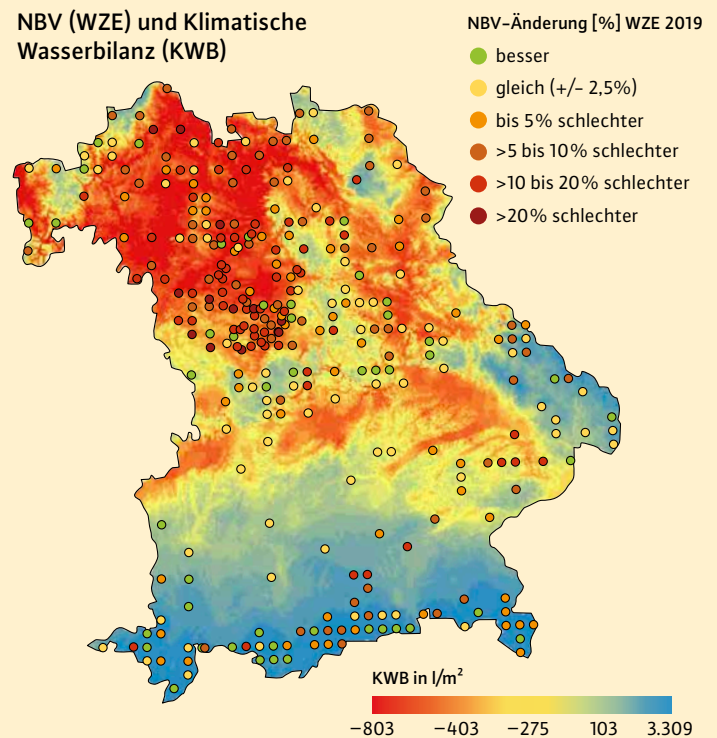 NBV (WZE) und Klimatische
Wasserbilanz (KWB)
NBV-Änderung [%] WZE 2019
besser
gleich (+/− 2,5%)
bis 5% schlechter
>5 bis 10% schlechter
>10 bis 20% schlechter
>20% schlechter
KWB in l/m²
−803 −403 −275 103 3.309